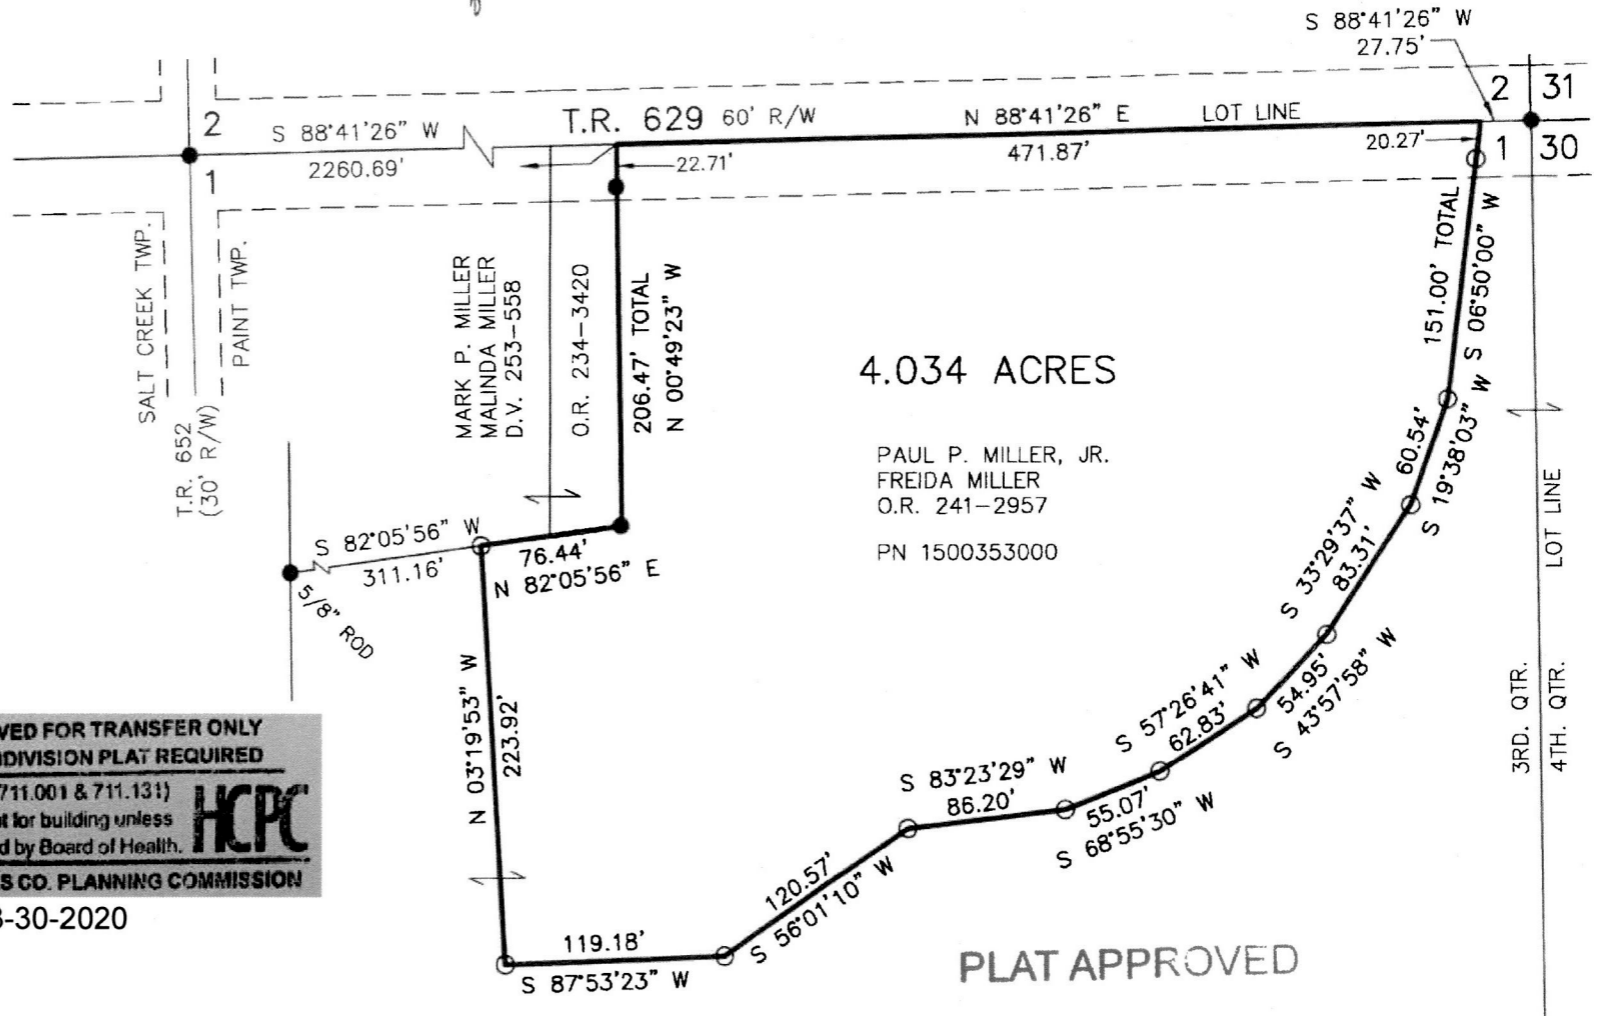 S 88°41'26" W
27.75'
2 31
1 30
2
1
S 88°41'26" W
2260.69'
T.R. 629 60' R/W
N 88°41'26" E
LOT LINE
471.87'
22.71'
20.27'
SALT CREEK TWP.
PAINT TWP.
T.R. 652
(30' R/W)
MARK P. MILLER
MALINDA MILLER
D.V. 253-558
O.R. 234-3420
206.47' TOTAL
N 00°49'23" W
151.00' TOTAL
S 06°50'00" W
4.034 ACRES
PAUL P. MILLER, JR.
FREIDA MILLER
O.R. 241-2957
PN 1500353000
60.54'
S 19°38'03" W
S 33°29'37" W
83.31'
LOT LINE
S 82°05'56" W
311.16'
76.44'
N 82°05'56" E
5/8" ROD
54.95'
S 43°57'58" W
S 57°26'41" W
62.83'
3RD. QTR.
4TH. QTR.
N 03°19'53" W
223.92'
S 83°23'29" W
86.20'
55.07'
S 68°55'30" W
120.57'
S 56°01'10" W
119.18'
S 87°53'23" W
VED FOR TRANSFER ONLY
DIVISION PLAT REQUIRED
711.001 & 711.131)
t for building unless
d by Board of Health.
HCPC
S CO. PLANNING COMMISSION
-30-2020
PLAT APPROVED